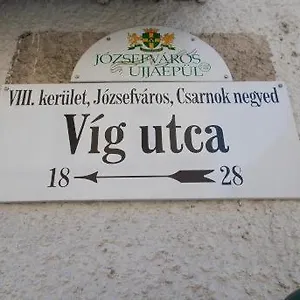 JÓZSEFVÁROS
ÚJJÁÉPÜL
VIII. kerület, Józsefváros, Csarnok negyed
Víg utca
18 28